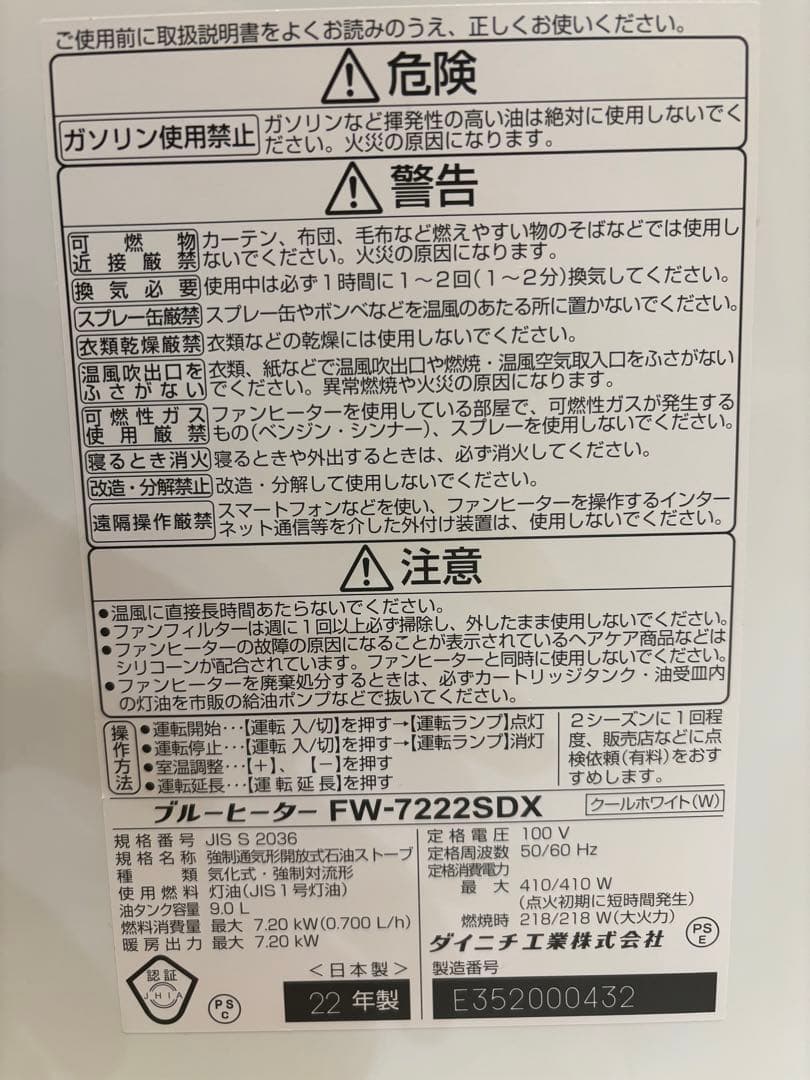 ご使用前に取扱説明書をよくお読みのうえ、正しくお使いください。
危険
ガソリン使用禁止
ガソリンなど揮発性の高い油は絶対に使用しないでく
ださい。火災の原因になります。
警告
可燃物
近接厳禁
カーテン、布団、毛布など燃えやすい物のそばなどでは使用し
ないでください。火災の原因になります。
換気必要
使用中は必ず1時間に1〜2回(1〜2分)換気してください。
スプレー缶厳禁
スプレー缶やボンベなどを温風のあたる所に置かないでください。
衣類乾燥厳禁
衣類などの乾燥には使用しないでください。
温風吹出口を
ふさがない
衣類、紙などで温風吹出口や燃焼・温風空気取入口をふさがない
でください。異常燃焼や火災の原因になります。
可燃性ガス
使用厳禁
ファンヒーターを使用している部屋で、可燃性ガスが発生する
もの(ベンジン・シンナー)、スプレーを使用しないでください。
寝るとき消火
寝るときや外出するときは、必ず消火してください。
改造・分解禁止
改造・分解して使用しないでください。
遠隔操作厳禁
スマートフォンなどを使い、ファンヒーターを操作するインター
ネット通信等を介した外付け装置は、使用しないでください。
注意
●温風に直接長時間あたらないでください。
●ファンフィルターは週に1回以上必ず掃除し、外したまま使用しないでください。
●ファンヒーターの故障の原因になることが表示されているヘアケア商品などは
シリコーンが配合されています。ファンヒーターと同時に使用しないでください。
●ファンヒーターを廃棄処分するときは、必ずカートリッジタンク・油受皿内
の灯油を市販の給油ポンプなどで抜いてください。
操作方法
●運転開始・・・【運転 入/切】を押す→【運転ランプ】点灯
●運転停止・・・【運転 入/切】を押す→【運転ランプ】消灯
●室温調整・・・【+】、【−】を押す
●運転延長・・・【運転延長】を押す
2シーズンに1回程
度、販売店などに点
検依頼(有料)をおす
すめします。
ブルーヒーター FW-7222SDX
クールホワイト(W)
規格番号 JIS S 2036
規格名称 強制通気形開放式石油ストーブ
種類 気化式・強制対流形
使用燃料 灯油(JIS1号灯油)
油タンク容量 9.0 L
燃料消費量 最大 7.20 kW(0.700 L/h)
暖房出力 最大 7.20 kW
定格電圧 100 V
定格周波数 50/60 Hz
定格消費電力
最大 410/410 W
(点火初期に短時間発生)
燃焼時 218/218 W(大火力)
ダイニチ工業株式会社
PS
E
認証
JHIA
PS
C
<日本製>
22年製
製造番号
E352000432